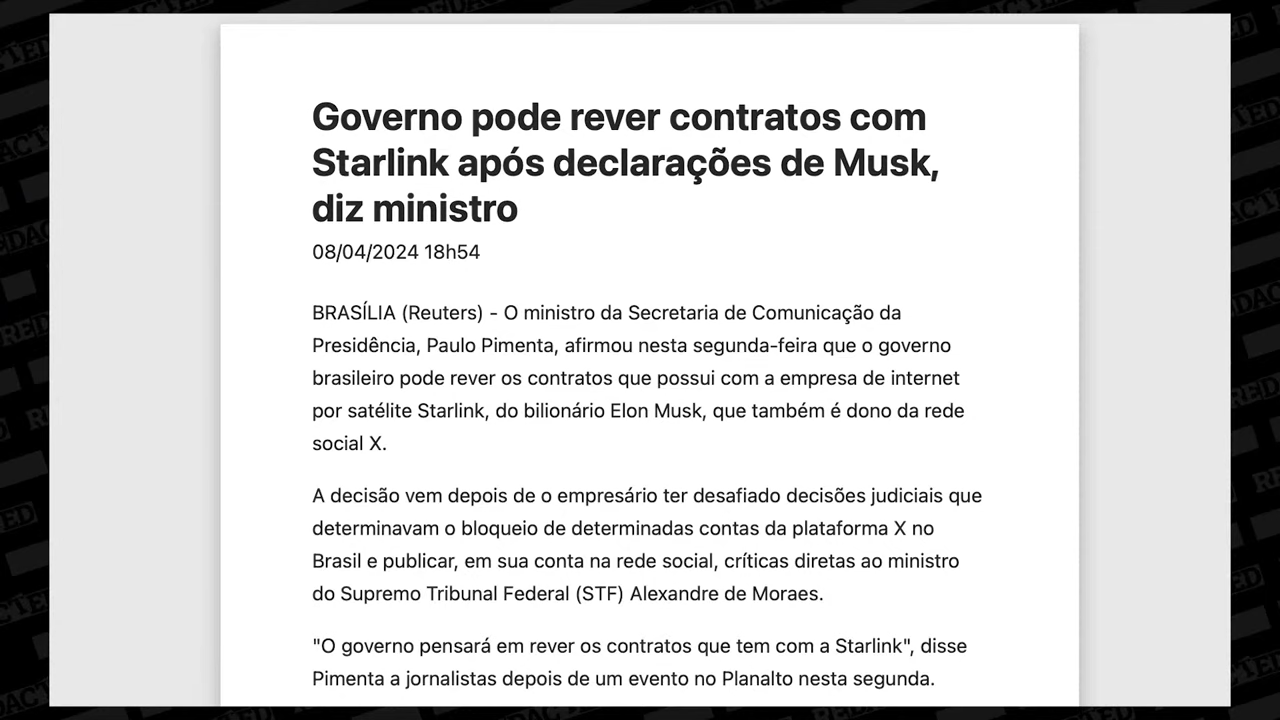 Governo pode rever contratos com
Starlink após declarações de Musk,
diz ministro
08/04/2024 18h54
BRASÍLIA (Reuters) - O ministro da Secretaria de Comunicação da
Presidência, Paulo Pimenta, afirmou nesta segunda-feira que o governo
brasileiro pode rever os contratos que possui com a empresa de internet
por satélite Starlink, do bilionário Elon Musk, que também é dono da rede
social X.
A decisão vem depois de o empresário ter desafiado decisões judiciais que
determinavam o bloqueio de determinadas contas da plataforma X no
Brasil e publicar, em sua conta na rede social, críticas diretas ao ministro
do Supremo Tribunal Federal (STF) Alexandre de Moraes.
"O governo pensará em rever os contratos que tem com a Starlink", disse
Pimenta a jornalistas depois de um evento no Planalto nesta segunda.